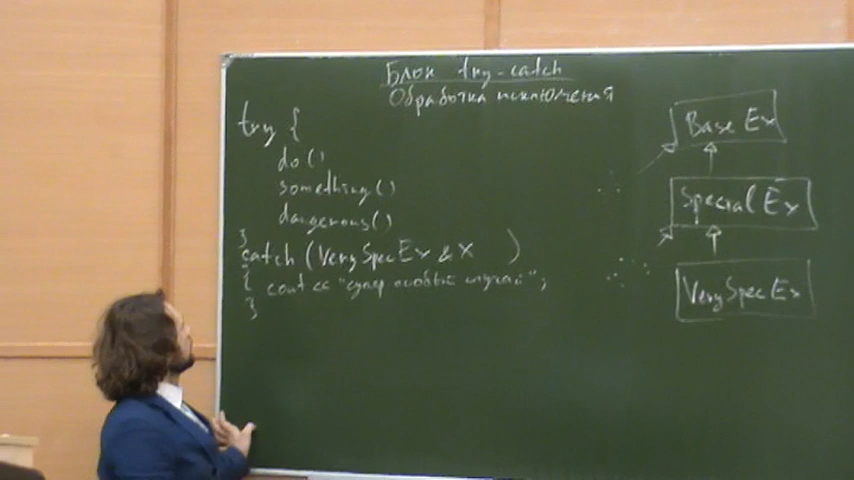 Блок try-catch
Обработка исключения
try {
do()
something()
dangerous()
}
catch (VerySpecEx & X )
{ cout << "супер особый случай";
}
Base Ex
Special Ex
VerySpecEx